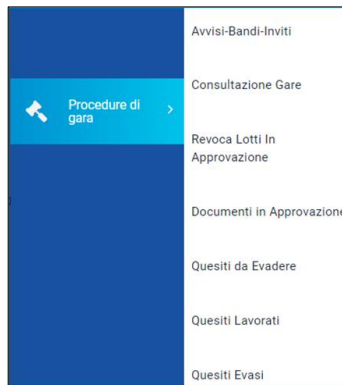 Avvisi-Bandi-Inviti
Consultazione Gare
Procedure di
gara
Revoca Lotti In
Approvazione
Documenti in Approvazione
Quesiti da Evadere
Quesiti Lavorati
Quesiti Evasi